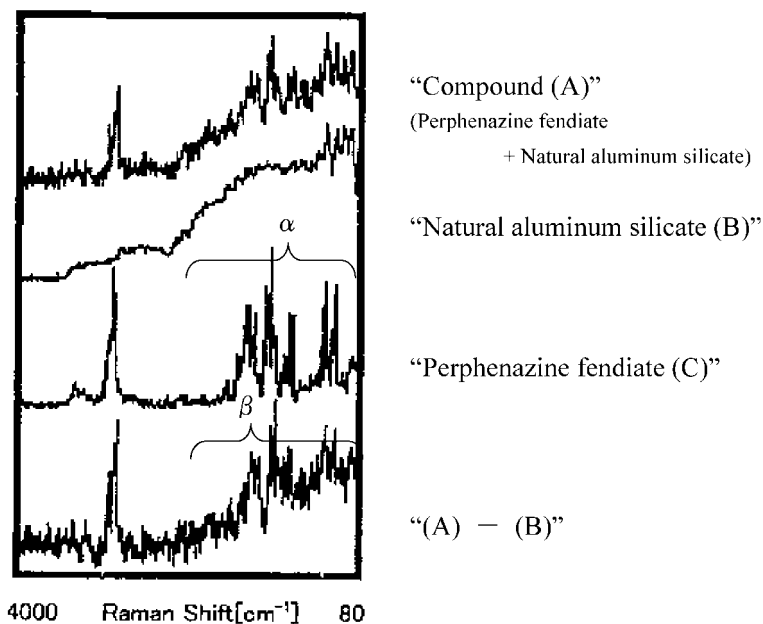 “Compound (A)”
(Perphenazine fendiate
+ Natural aluminum silicate)
“Natural aluminum silicate (B)”
α
“Perphenazine fendiate (C)”
β
“(A) － (B)”
4000 Raman Shift[cm⁻¹] 80